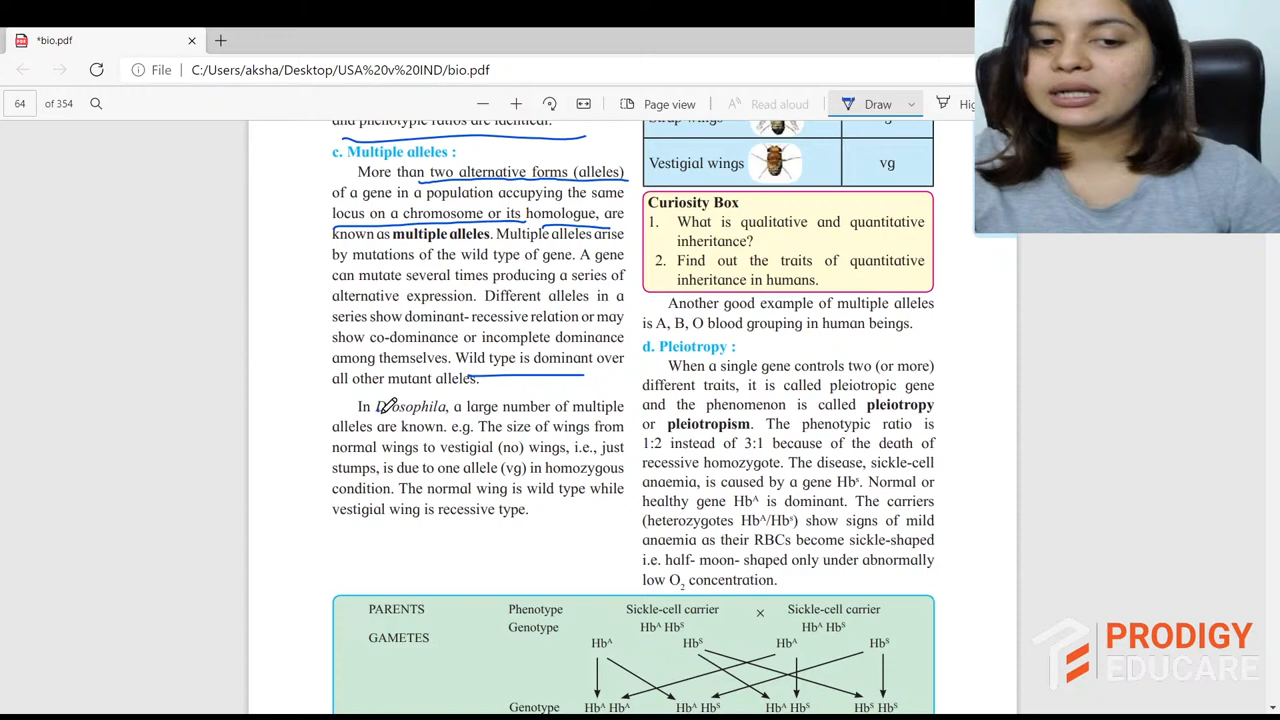 *bio.pdf
File
C:/Users/aksha/Desktop/USA%20v%20IND/bio.pdf
64 of 354
Page view
Read aloud
Draw
and phenotypic ratios are identical.
c. Multiple alleles :
More than two alternative forms (alleles)
of a gene in a population accupying the same
locus on a chromosome or its homologue, are
known as multiple alleles. Multiple alleles arise
by mutations of the wild type of gene. A gene
can mutate several times producing a series of
alternative expression. Different alleles in a
series show dominant- recessive relation or may
show co-dominance or incomplete dominance
among themselves. Wild type is dominant over
all other mutant alleles.
In Drosophila, a large number of multiple
alleles are known. e.g. The size of wings from
normal wings to vestigial (no) wings, i.e., just
stumps, is due to one allele (vg) in homozygous
condition. The normal wing is wild type while
vestigial wing is recessive type.
Strap wings
Vestigial wings vg
Curiosity Box
1. What is qualitative and quantitative
inheritance?
2. Find out the traits of quantitative
inheritance in humans.
Another good example of multiple alleles
is A, B, O blood grouping in human beings.
d. Pleiotropy :
When a single gene controls two (or more)
different traits, it is called pleiotropic gene
and the phenomenon is called pleiotropy
or pleiotropism. The phenotypic ratio is
1:2 instead of 3:1 because of the death of
recessive homozygote. The disease, sickle-cell
anaemia, is caused by a gene Hbˢ. Normal or
healthy gene Hbᴬ is dominant. The carriers
(heterozygotes Hbᴬ/Hbˢ) show signs of mild
anaemia as their RBCs become sickle-shaped
i.e. half- moon- shaped only under abnormally
low O₂ concentration.
PARENTS Phenotype Sickle-cell carrier × Sickle-cell carrier
Genotype Hbᴬ Hbˢ Hbᴬ Hbˢ
GAMETES
Hbᴬ Hbˢ Hbᴬ Hbˢ
Genotype Hbᴬ Hbᴬ Hbᴬ Hbˢ Hbᴬ Hbˢ Hbˢ Hbˢ
PRODIGY
EDUCARE